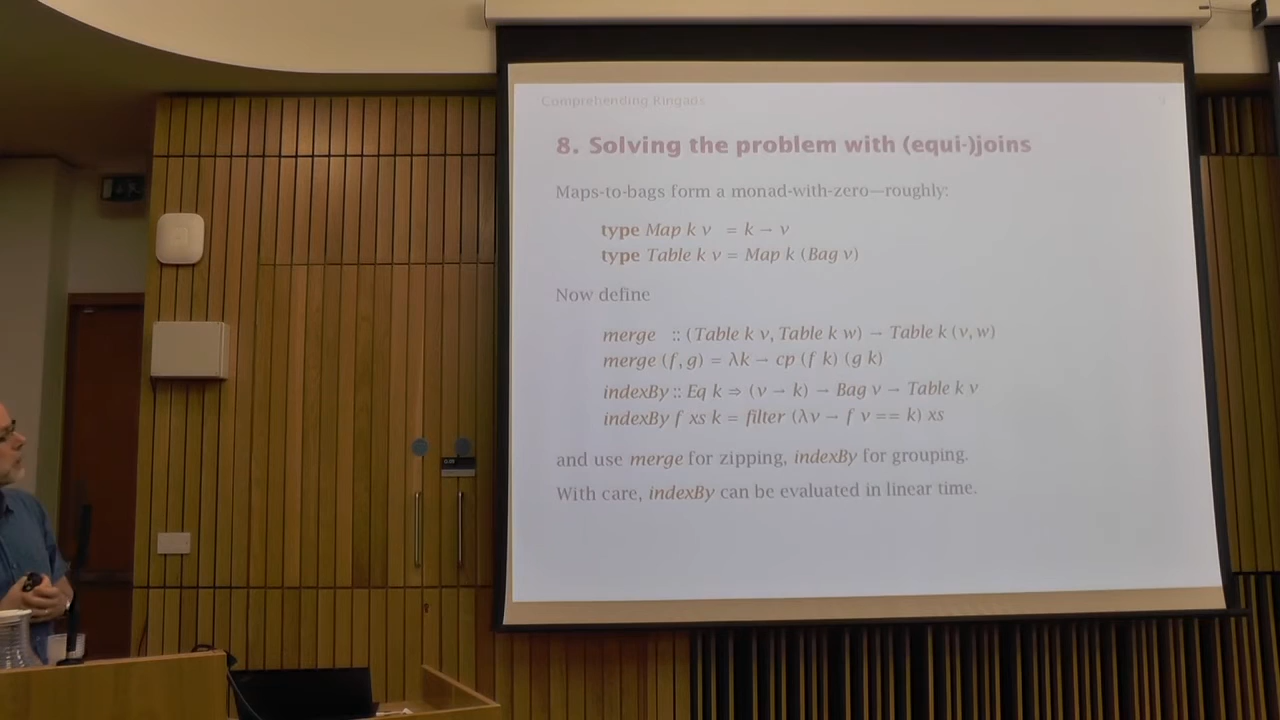 Comprehending Ringads
8. Solving the problem with (equi-)joins
Maps-to-bags form a monad-with-zero—roughly:
type Map k v = k → v
type Table k v = Map k (Bag v)
Now define
merge :: (Table k v, Table k w) → Table k (v, w)
merge (f, g) = λk → cp (f k) (g k)
indexBy :: Eq k ⇒ (v → k) → Bag v → Table k v
indexBy f xs k = filter (λv → f v == k) xs
and use merge for zipping, indexBy for grouping.
With care, indexBy can be evaluated in linear time.